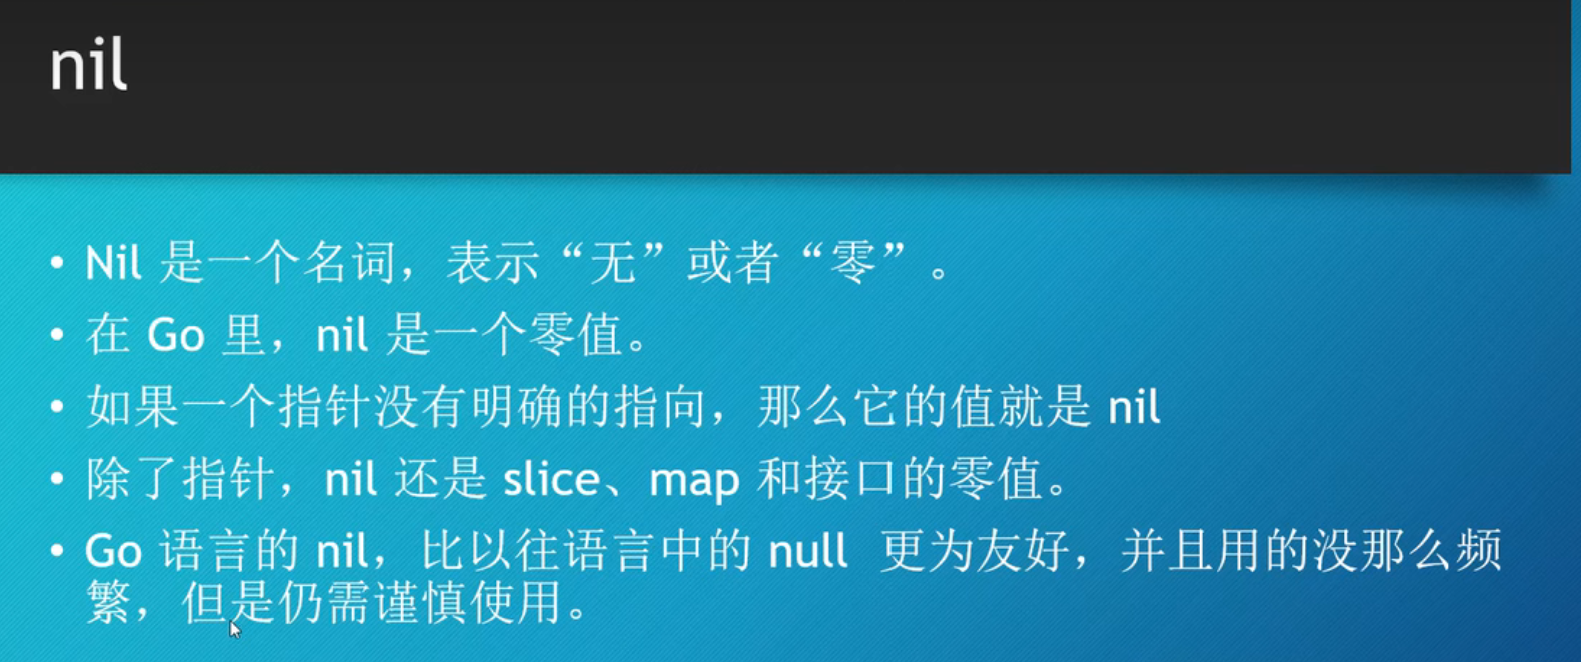 nil
• Nil 是一个名词，表示“无”或者“零”。
• 在 Go 里，nil 是一个零值。
• 如果一个指针没有明确的指向，那么它的值就是 nil
• 除了指针，nil 还是 slice、map 和接口的零值。
• Go 语言的 nil，比以往语言中的 null 更为友好，并且用的没那么频
繁，但是仍需谨慎使用。